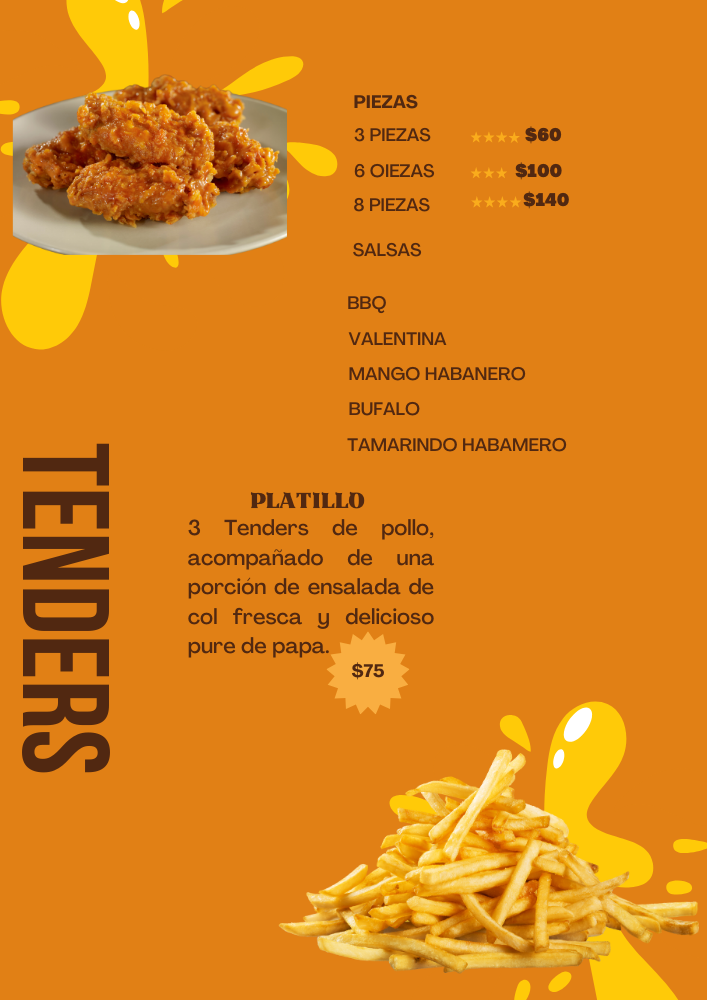 PIEZAS
3 PIEZAS $60
6 OIEZAS $100
8 PIEZAS $140
SALSAS
BBQ
VALENTINA
MANGO HABANERO
BUFALO
TAMARINDO HABAMERO
TENDERS
PLATILLO
3 Tenders de pollo,
acompañado de una
porción de ensalada de
col fresca y delicioso
pure de papa.
$75